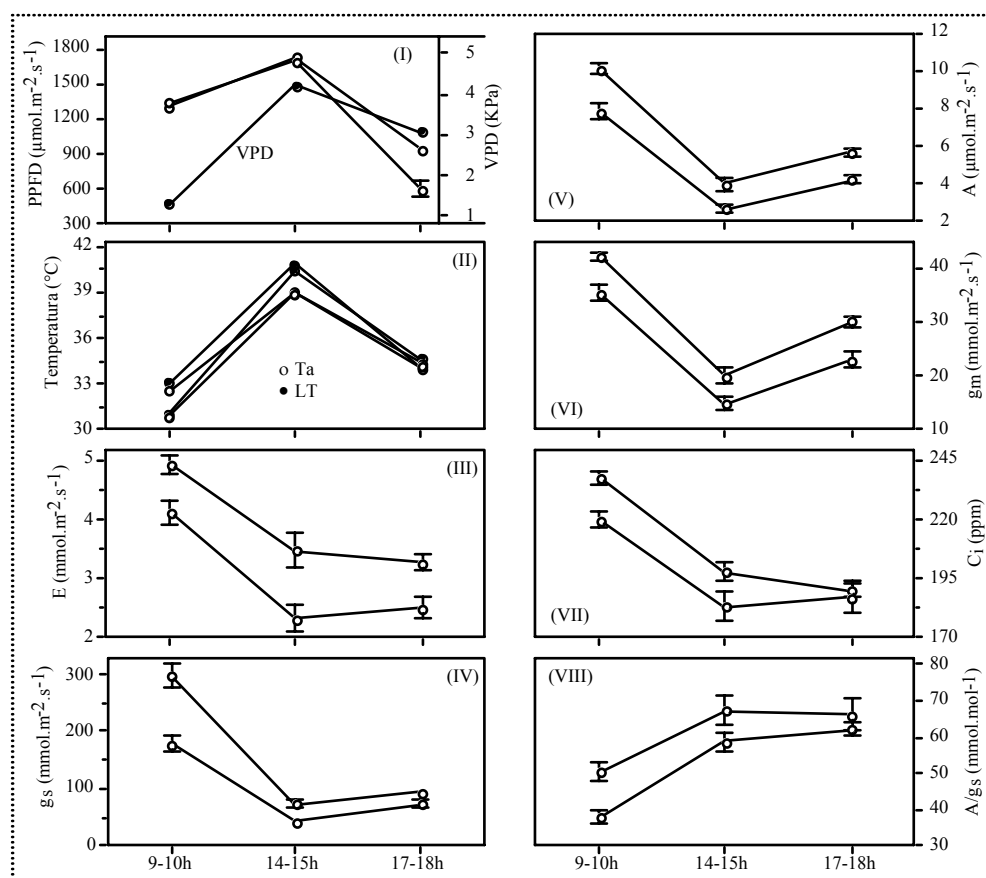 PPFD (μmol.m-2.s-1)
1800
1500
1200
900
600
300
(I)
VPD
5
4
3
2
1
VPD (KPa)
Temperatura (°C)
42
39
36
33
30
(II)
Ta
LT
E (mmol.m-2.s-1)
5
4
3
2
(III)
gs (mmol.m-2.s-1)
300
200
100
0
(IV)
9-10h 14-15h 17-18h
(V)
12
10
8
6
4
2
A (μmol.m-2.s-1)
(VI)
40
30
20
10
gm (mmol.m-2.s-1)
(VII)
245
220
195
170
Ci (ppm)
(VIII)
80
70
60
50
40
30
A/gs (mmol.mol-1)
9-10h 14-15h 17-18h